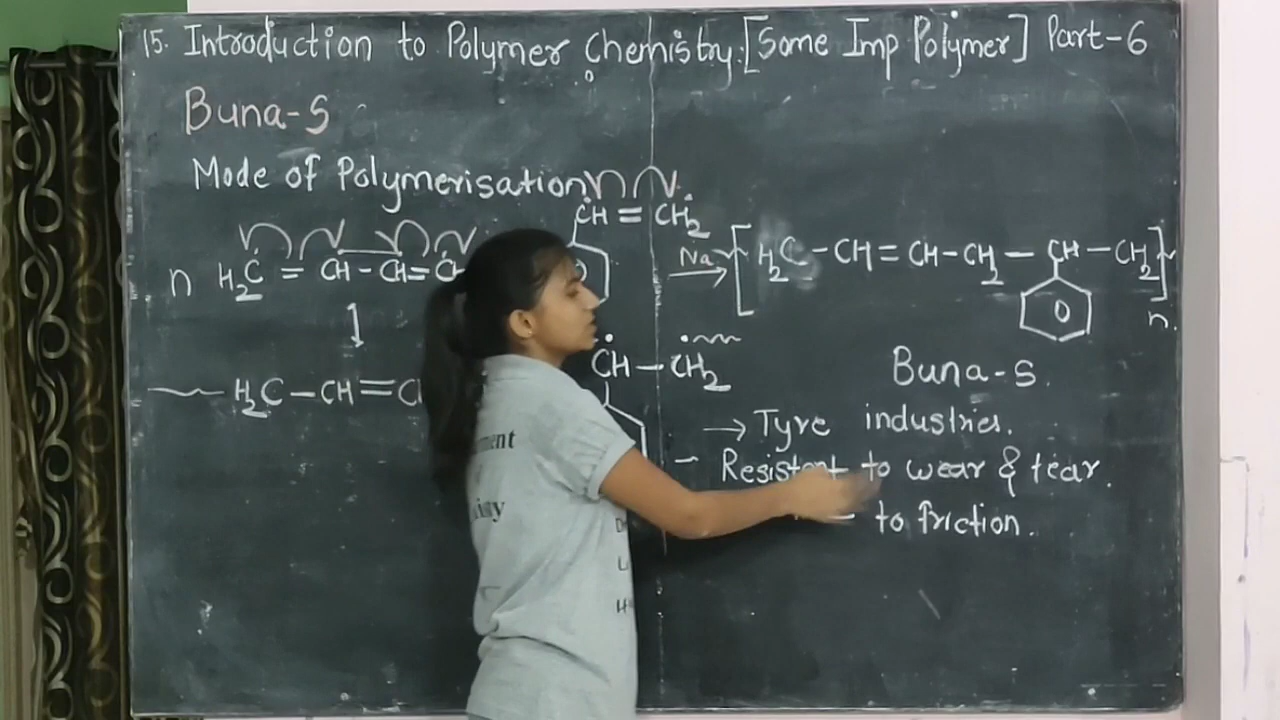 15. Introduction to Polymer Chemistry. [Some Imp Polymer] Part-6
Buna-S
Mode of Polymerisation
CH = CH2
n H2C = CH - CH = C
Na
[ H2C - CH = CH - CH2 - CH - CH2 ] n.
H2C - CH = C
CH - CH2
Buna-S.
→ Tyre industries.
- Resistant to wear & tear.
to friction.
ment